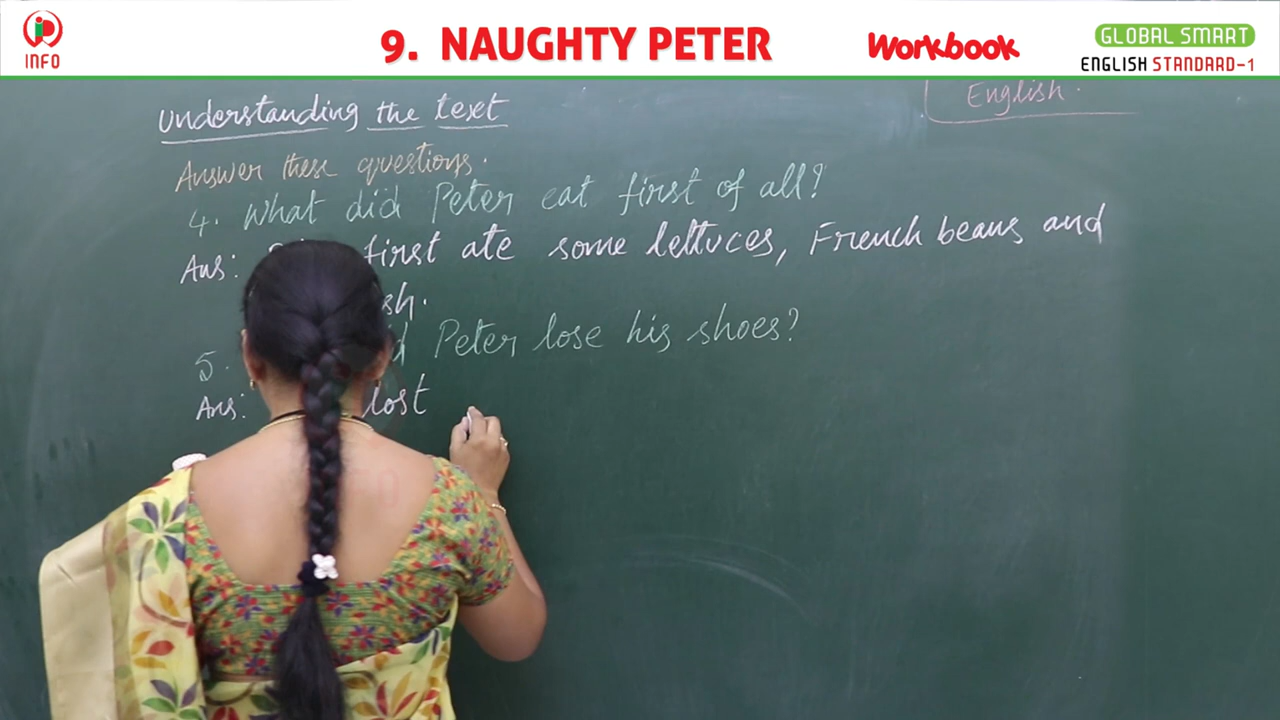 INFO
9. NAUGHTY PETER
Workbook
GLOBAL SMART
ENGLISH STANDARD-1
English.
Understanding the text
Answer these questions.
4. What did Peter eat first of all?
Ans: first ate some lettuces, French beans and
sh.
5. d Peter lose his shoes?
Ans: lost